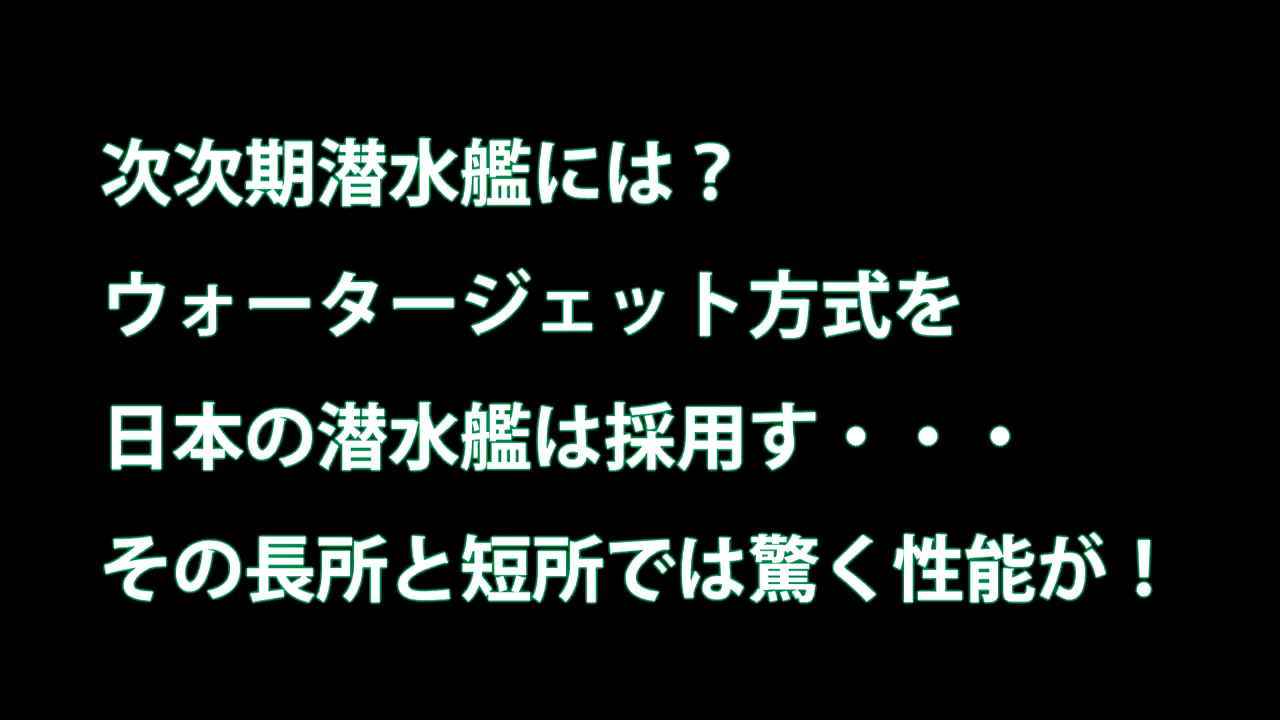 次次期潜水艦には？
ウォータージェット方式を
日本の潜水艦は採用す・・・
その長所と短所では驚く性能が！